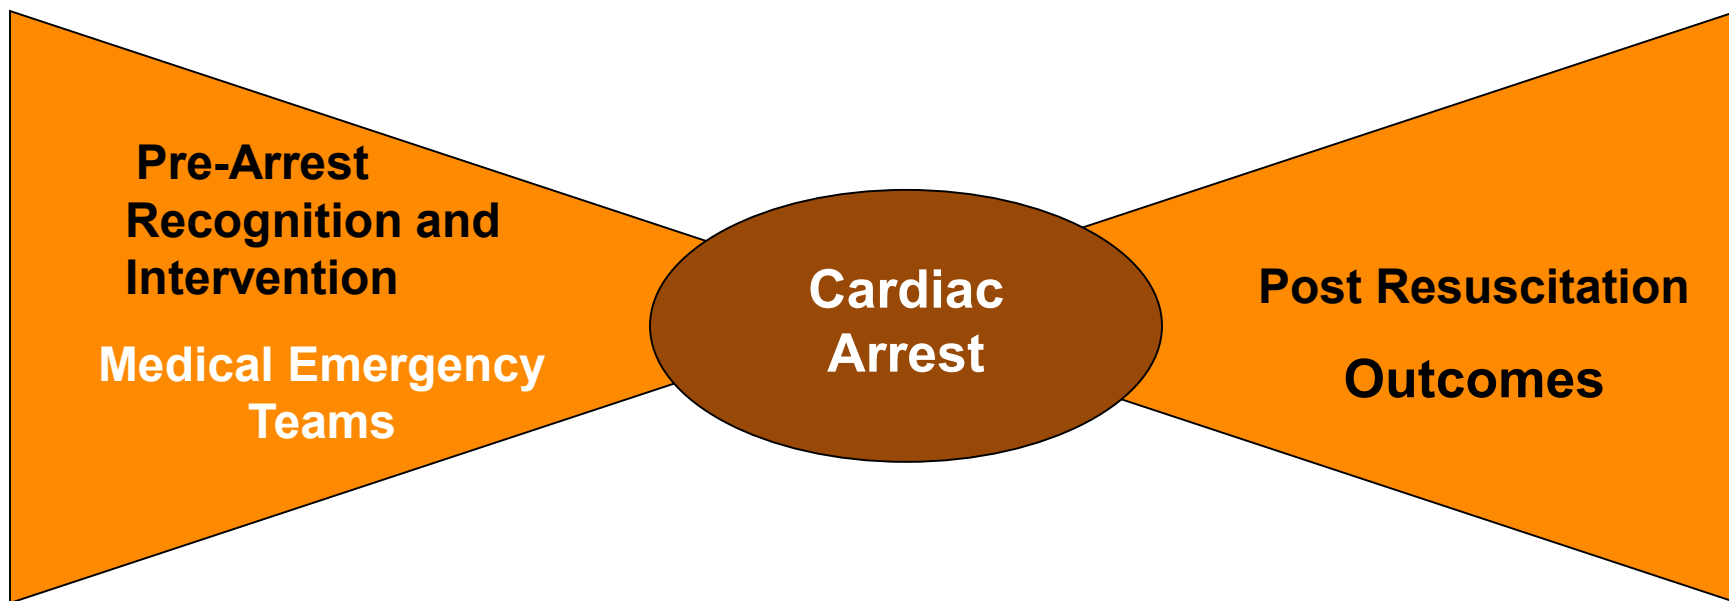 Pre-Arrest
Recognition and
Intervention
Medical Emergency
Teams
Cardiac
Arrest
Post Resuscitation
Outcomes